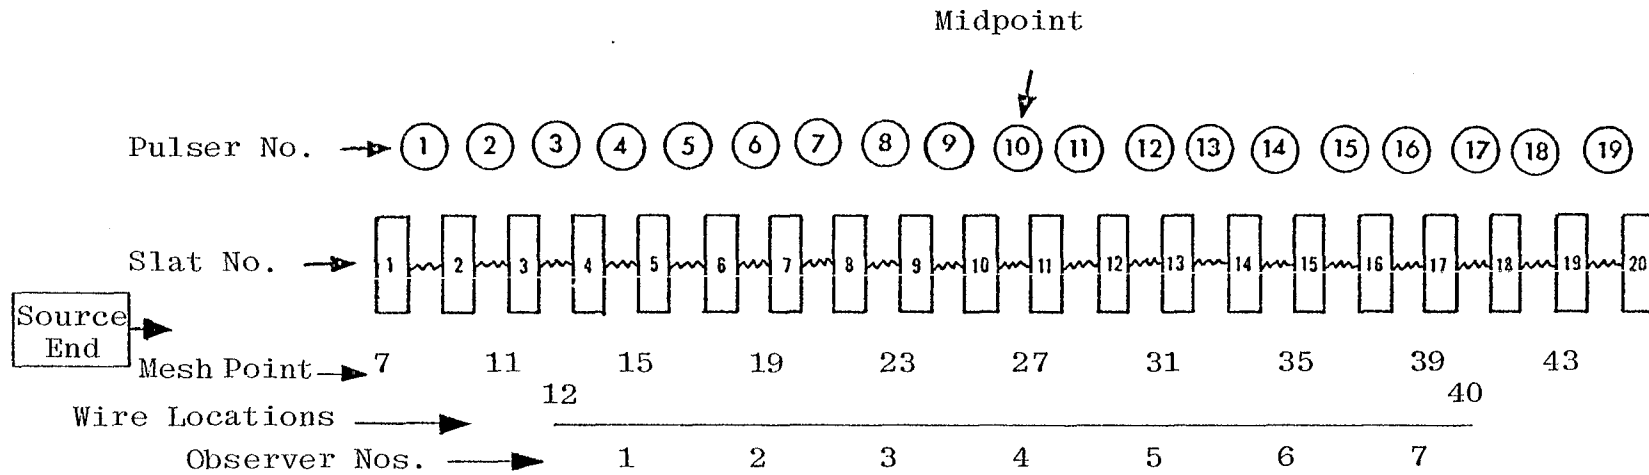 Midpoint
Pulser No. 1 2 3 4 5 6 7 8 9 10 11 12 13 14 15 16 17 18 19
Slat No. 1 2 3 4 5 6 7 8 9 10 11 12 13 14 15 16 17 18 19 20
Source
End
Mesh Point 7 11 15 19 23 27 31 35 39 43
12 40
Wire Locations
Observer Nos. 1 2 3 4 5 6 7